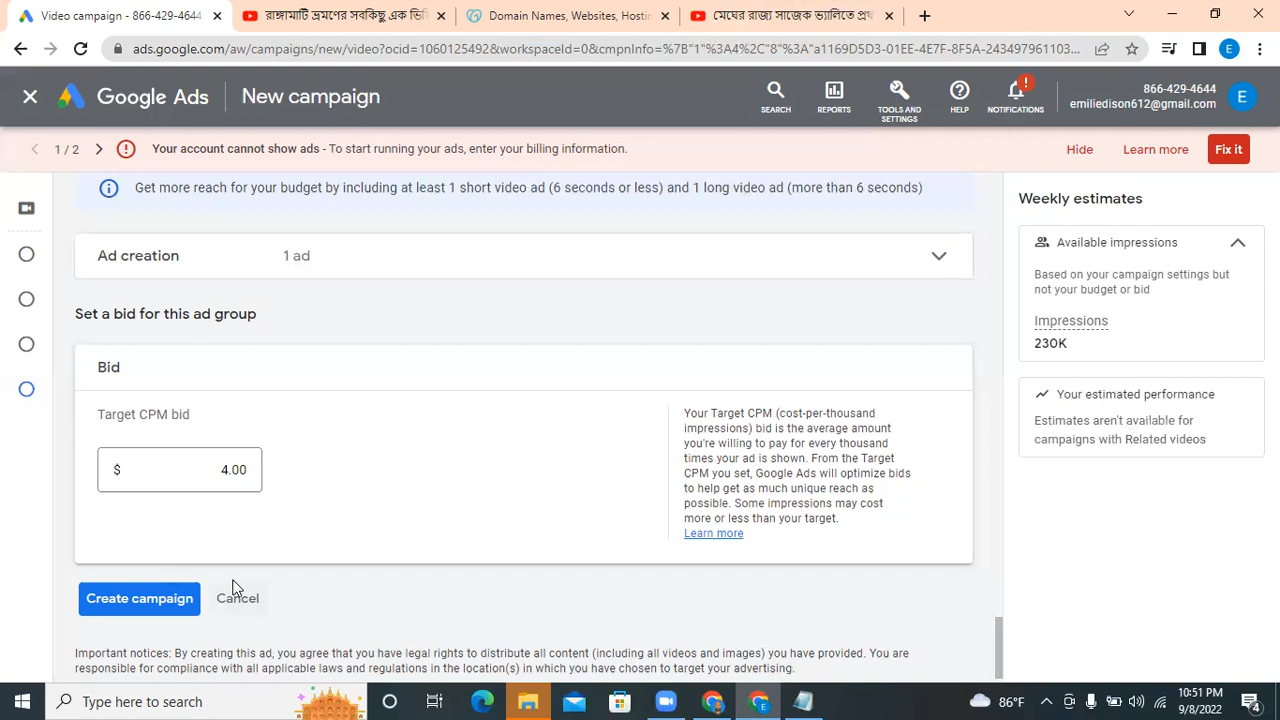 Video campaign - 866-429-4644
রাঙ্গামাটি ভ্রমণের সবকিছু এক ভিডি
Domain Names, Websites, Hostin
মেঘের রাজ্য সাজেক ভ্যালিতে প্রথ
ads.google.com/aw/campaigns/new/video?ocid=1060125492&workspaceId=0&cmpnInfo=%7B"1"%3A4%2C"8"%3A"a1169D5D3-01EE-4E7F-8F5A-243497961103...
E
Google Ads
New campaign
SEARCH
REPORTS
TOOLS AND
SETTINGS
HELP
NOTIFICATIONS
866-429-4644
emiliedison612@gmail.com
E
1 / 2
Your account cannot show ads - To start running your ads, enter your billing information.
Hide
Learn more
Fix it
Get more reach for your budget by including at least 1 short video ad (6 seconds or less) and 1 long video ad (more than 6 seconds)
Ad creation
1 ad
Set a bid for this ad group
Bid
Target CPM bid
$ 4.00
Your Target CPM (cost-per-thousand
impressions) bid is the average amount
you're willing to pay for every thousand
times your ad is shown. From the Target
CPM you set, Google Ads will optimize bids
to help get as much unique reach as
possible. Some impressions may cost
more or less than your target.
Learn more
Create campaign
Cancel
Important notices: By creating this ad, you agree that you have legal rights to distribute all content (including all videos and images) you have provided. You are
responsible for compliance with all applicable laws and regulations in the location(s) in which you have chosen to target your advertising.
Weekly estimates
Available impressions
Based on your campaign settings but
not your budget or bid
Impressions
230K
Your estimated performance
Estimates aren't available for
campaigns with Related videos
Type here to search
E
86°F
10:51 PM
9/8/2022
4